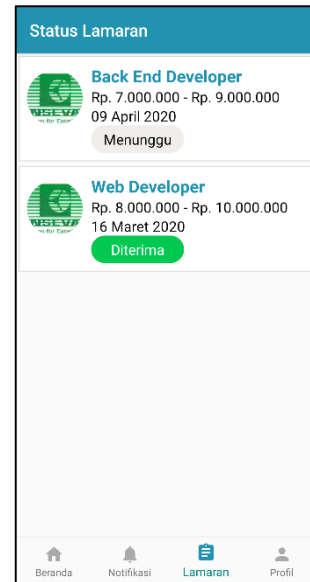 Status Lamaran
Back End Developer
Rp. 7.000.000 - Rp. 9.000.000
09 April 2020
Menunggu
Web Developer
Rp. 8.000.000 - Rp. 10.000.000
16 Maret 2020
Diterima
Beranda
Notifikasi
Lamaran
Profil